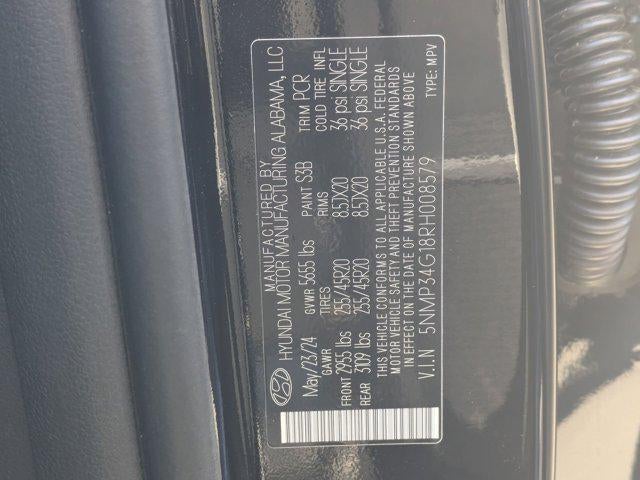 MANUFACTURED BY
HYUNDAI MOTOR MANUFACTURING ALABAMA, LLC
May/23/24 GVWR 5655 lbs PAINT S3B TRIM PCR
GAWR TIRES RIMS COLD TIRE INFL
FRONT 2955 lbs 255/45R20 8.5JX20 36 psi SINGLE
REAR 3109 lbs 255/45R20 8.5JX20 36 psi SINGLE
THIS VEHICLE CONFORMS TO ALL APPLICABLE U.S.A. FEDERAL
MOTOR VEHICLE SAFETY AND THEFT PREVENTION STANDARDS
IN EFFECT ON THE DATE OF MANUFACTURE SHOWN ABOVE
V.I.N 5NMP34G18RH008579 TYPE: MPV